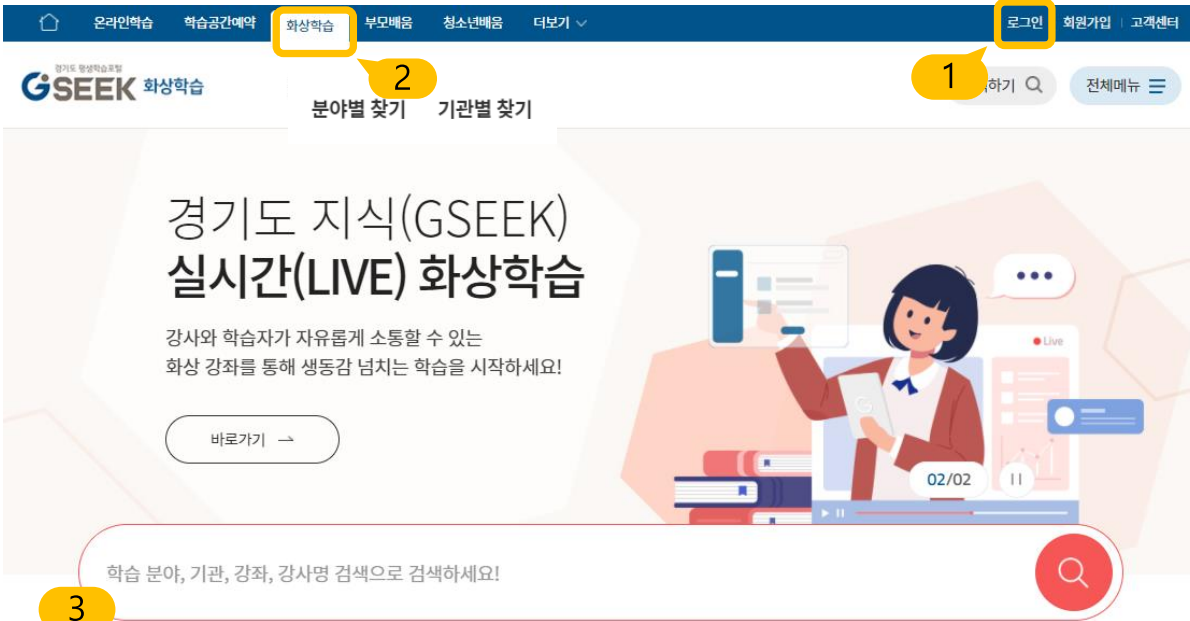 온라인학습 학습공간예약 화상학습 부모배움 청소년배움 더보기 로그인 회원가입 고객센터
2 1
경기도 평생학습포털
GSEEK 화상학습
하기 전체메뉴
분야별 찾기 기관별 찾기
경기도 지식(GSEEK)
실시간(LIVE) 화상학습
강사와 학습자가 자유롭게 소통할 수 있는
화상 강좌를 통해 생동감 넘치는 학습을 시작하세요!
Live
G
바로가기 →
02/02
학습 분야, 기관, 강좌, 강사명 검색으로 검색하세요!
3